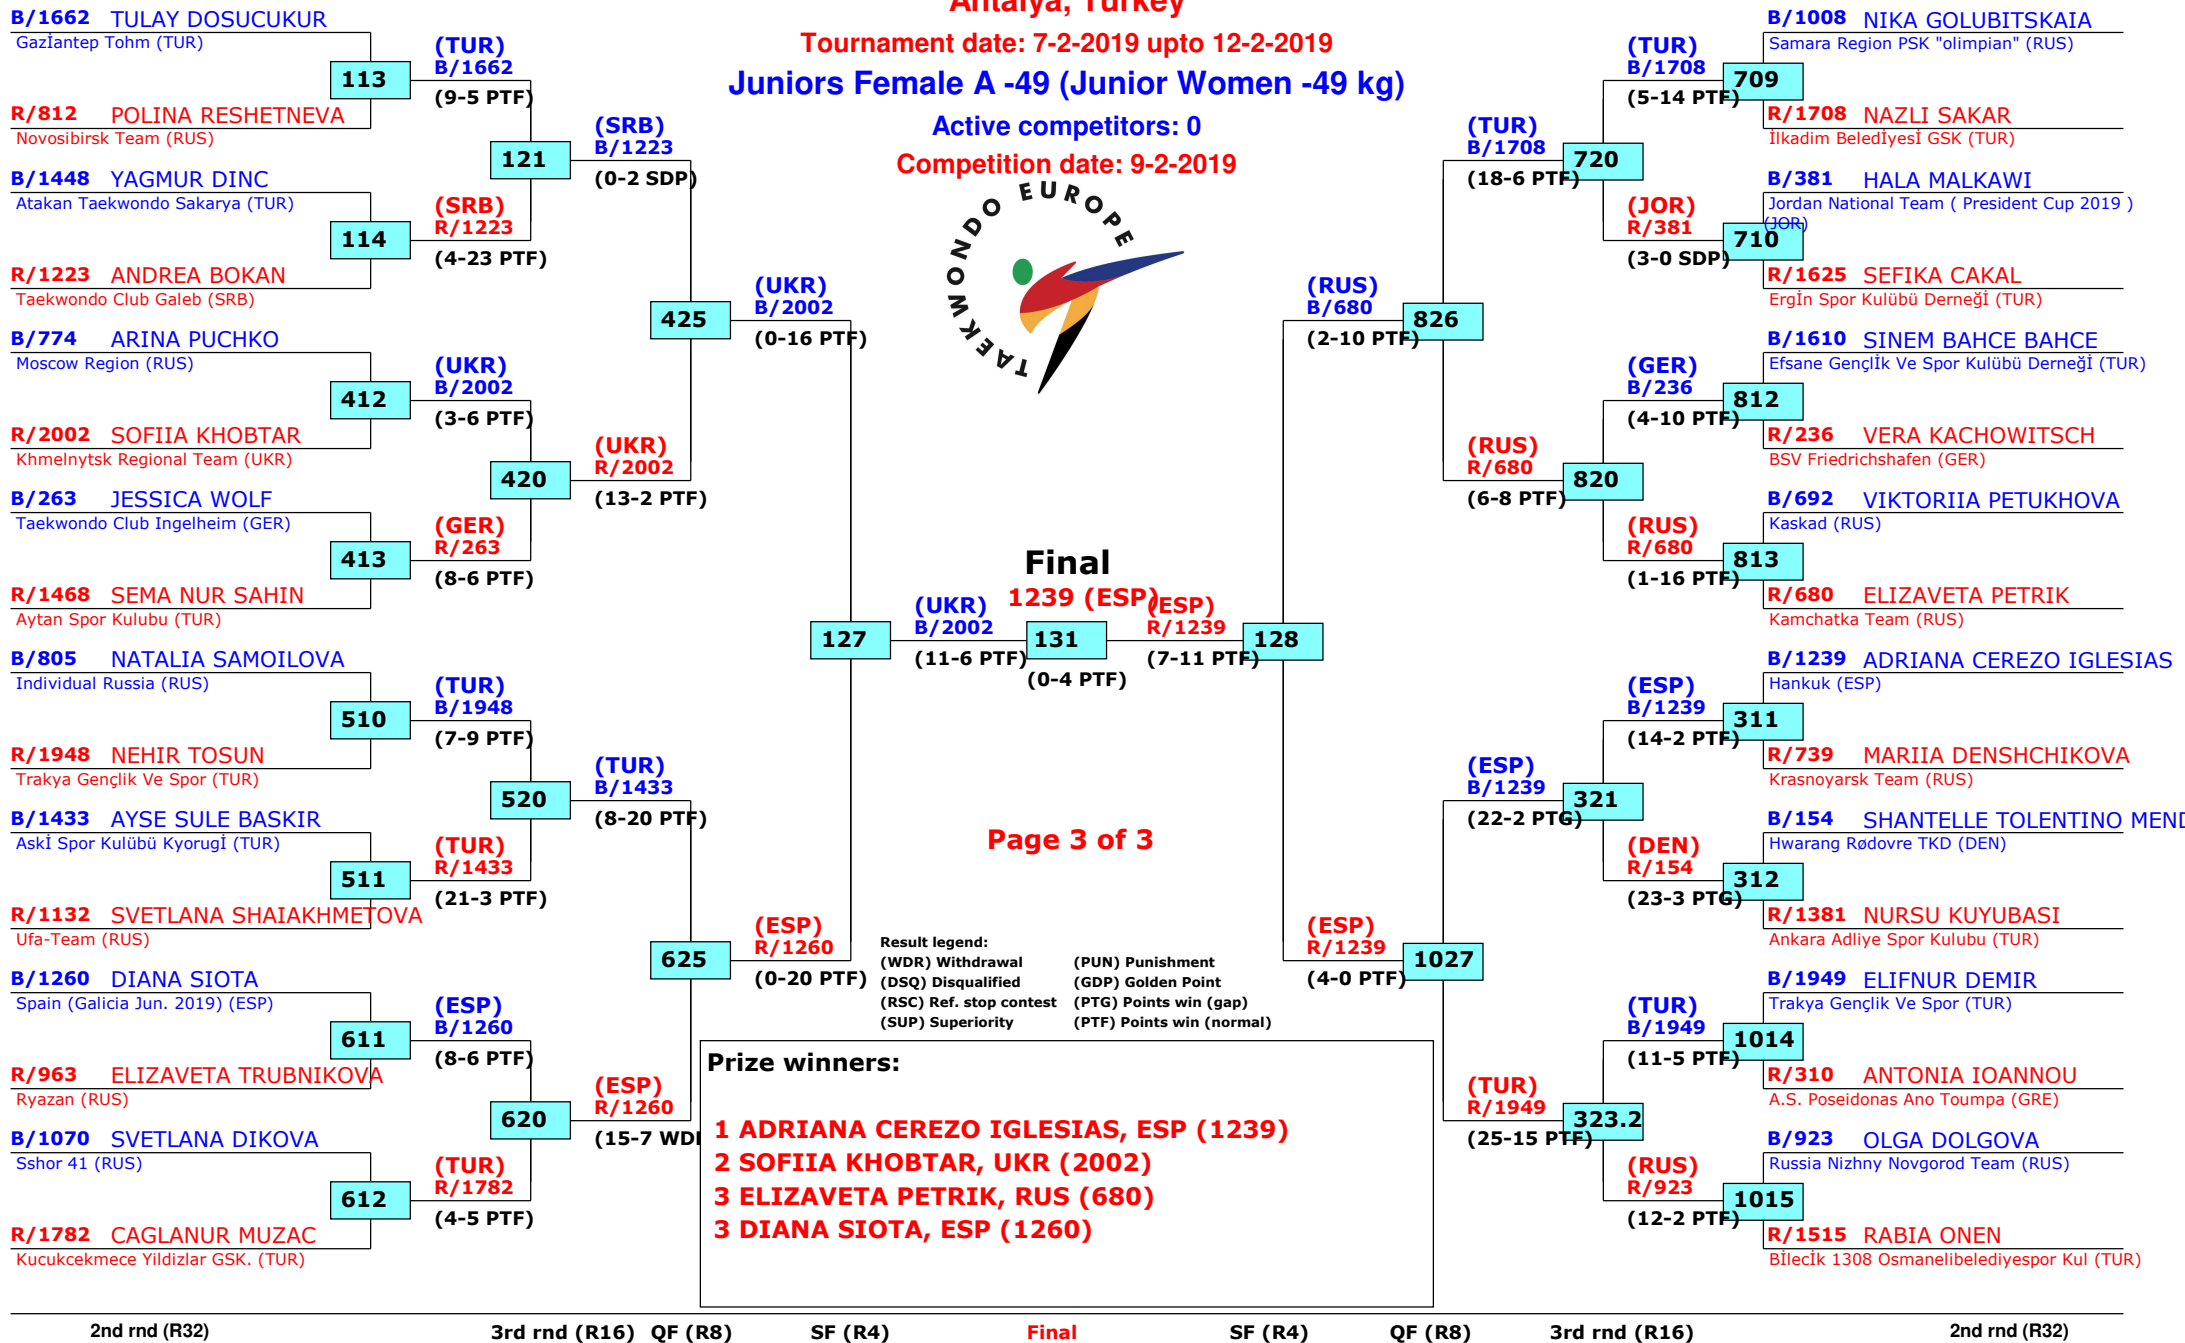 Antalya, Turkey
Tournament date: 7-2-2019 upto 12-2-2019
Juniors Female A -49 (Junior Women -49 kg)
Active competitors: 0
Competition date: 9-2-2019
TAEKWONDO EUROPE
B/1662 TULAY DOSUCUKUR
Gazİantep Tohm (TUR)
113
R/812 POLINA RESHETNEVA
Novosibirsk Team (RUS)
B/1448 YAGMUR DINC
Atakan Taekwondo Sakarya (TUR)
114
R/1223 ANDREA BOKAN
Taekwondo Club Galeb (SRB)
B/774 ARINA PUCHKO
Moscow Region (RUS)
412
R/2002 SOFIIA KHOBTAR
Khmelnytsk Regional Team (UKR)
B/263 JESSICA WOLF
Taekwondo Club Ingelheim (GER)
413
R/1468 SEMA NUR SAHIN
Aytan Spor Kulubu (TUR)
B/805 NATALIA SAMOILOVA
Individual Russia (RUS)
510
R/1948 NEHIR TOSUN
Trakya Gençlik Ve Spor (TUR)
B/1433 AYSE SULE BASKIR
Askİ Spor Kulübü Kyorugİ (TUR)
511
R/1132 SVETLANA SHAIAKHMETOVA
Ufa-Team (RUS)
B/1260 DIANA SIOTA
Spain (Galicia Jun. 2019) (ESP)
611
R/963 ELIZAVETA TRUBNIKOVA
Ryazan (RUS)
B/1070 SVETLANA DIKOVA
Sshor 41 (RUS)
612
R/1782 CAGLANUR MUZAC
Kucukcekmece Yildizlar GSK. (TUR)
(TUR)
B/1662
(9-5 PTF)
121
(SRB)
R/1223
(4-23 PTF)
(UKR)
B/2002
(3-6 PTF)
420
(GER)
R/263
(8-6 PTF)
(TUR)
B/1948
(7-9 PTF)
520
(TUR)
R/1433
(21-3 PTF)
(ESP)
B/1260
(8-6 PTF)
620
(TUR)
R/1782
(4-5 PTF)
(SRB)
B/1223
(0-2 SDP)
425
(UKR)
R/2002
(13-2 PTF)
(TUR)
B/1433
(8-20 PTF)
625
(ESP)
R/1260
(15-7 WD
(UKR)
B/2002
(0-16 PTF)
127
(ESP)
R/1260
(0-20 PTF)
(UKR)
B/2002
(11-6 PTF)
Final
1239 (ESP)
131
(0-4 PTF)
(ESP)
R/1239
(7-11 PTF)
128
(RUS)
B/680
(2-10 PTF)
826
(ESP)
R/1239
(4-0 PTF)
1027
(TUR)
B/1708
(18-6 PTF)
720
(RUS)
R/680
(6-8 PTF)
820
(ESP)
B/1239
(22-2 PTG)
321
(TUR)
R/1949
(25-15 PTF)
323.2
(TUR)
B/1708
(5-14 PTF)
709
(JOR)
R/381
(3-0 SDP)
710
(GER)
B/236
(4-10 PTF)
812
(RUS)
R/680
(1-16 PTF)
813
(ESP)
B/1239
(14-2 PTF)
311
(DEN)
R/154
(23-3 PTG)
312
(TUR)
B/1949
(11-5 PTF)
1014
(RUS)
R/923
(12-2 PTF)
1015
B/1008 NIKA GOLUBITSKAIA
Samara Region PSK "olimpian" (RUS)
R/1708 NAZLI SAKAR
İlkadim Beledİyesİ GSK (TUR)
B/381 HALA MALKAWI
Jordan National Team ( President Cup 2019 )
(JOR)
R/1625 SEFIKA CAKAL
Ergİn Spor Kulübü Derneğİ (TUR)
B/1610 SINEM BAHCE BAHCE
Efsane Gençlİk Ve Spor Kulübü Derneğİ (TUR)
R/236 VERA KACHOWITSCH
BSV Friedrichshafen (GER)
B/692 VIKTORIIA PETUKHOVA
Kaskad (RUS)
R/680 ELIZAVETA PETRIK
Kamchatka Team (RUS)
B/1239 ADRIANA CEREZO IGLESIAS
Hankuk (ESP)
R/739 MARIIA DENSHCHIKOVA
Krasnoyarsk Team (RUS)
B/154 SHANTELLE TOLENTINO MEND
Hwarang Rødovre TKD (DEN)
R/1381 NURSU KUYUBASI
Ankara Adliye Spor Kulubu (TUR)
B/1949 ELIFNUR DEMIR
Trakya Gençlik Ve Spor (TUR)
R/310 ANTONIA IOANNOU
A.S. Poseidonas Ano Toumpa (GRE)
B/923 OLGA DOLGOVA
Russia Nizhny Novgorod Team (RUS)
R/1515 RABIA ONEN
Bİlecİk 1308 Osmanelibelediyespor Kul (TUR)
Page 3 of 3
Result legend:
(WDR) Withdrawal (PUN) Punishment
(DSQ) Disqualified (GDP) Golden Point
(RSC) Ref. stop contest (PTG) Points win (gap)
(SUP) Superiority (PTF) Points win (normal)
Prize winners:
1 ADRIANA CEREZO IGLESIAS, ESP (1239)
2 SOFIIA KHOBTAR, UKR (2002)
3 ELIZAVETA PETRIK, RUS (680)
3 DIANA SIOTA, ESP (1260)
2nd rnd (R32) 3rd rnd (R16) QF (R8) SF (R4) Final SF (R4) QF (R8) 3rd rnd (R16) 2nd rnd (R32)